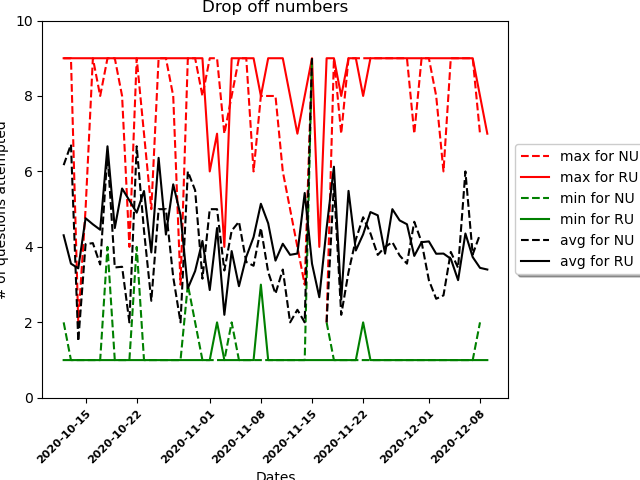 Drop off numbers
# of questions attempted
10
8
6
4
2
0
2020-10-15
2020-10-22
2020-11-01
2020-11-08
2020-11-15
2020-11-22
2020-12-01
2020-12-08
Dates
max for NU
max for RU
min for NU
min for RU
avg for NU
avg for RU